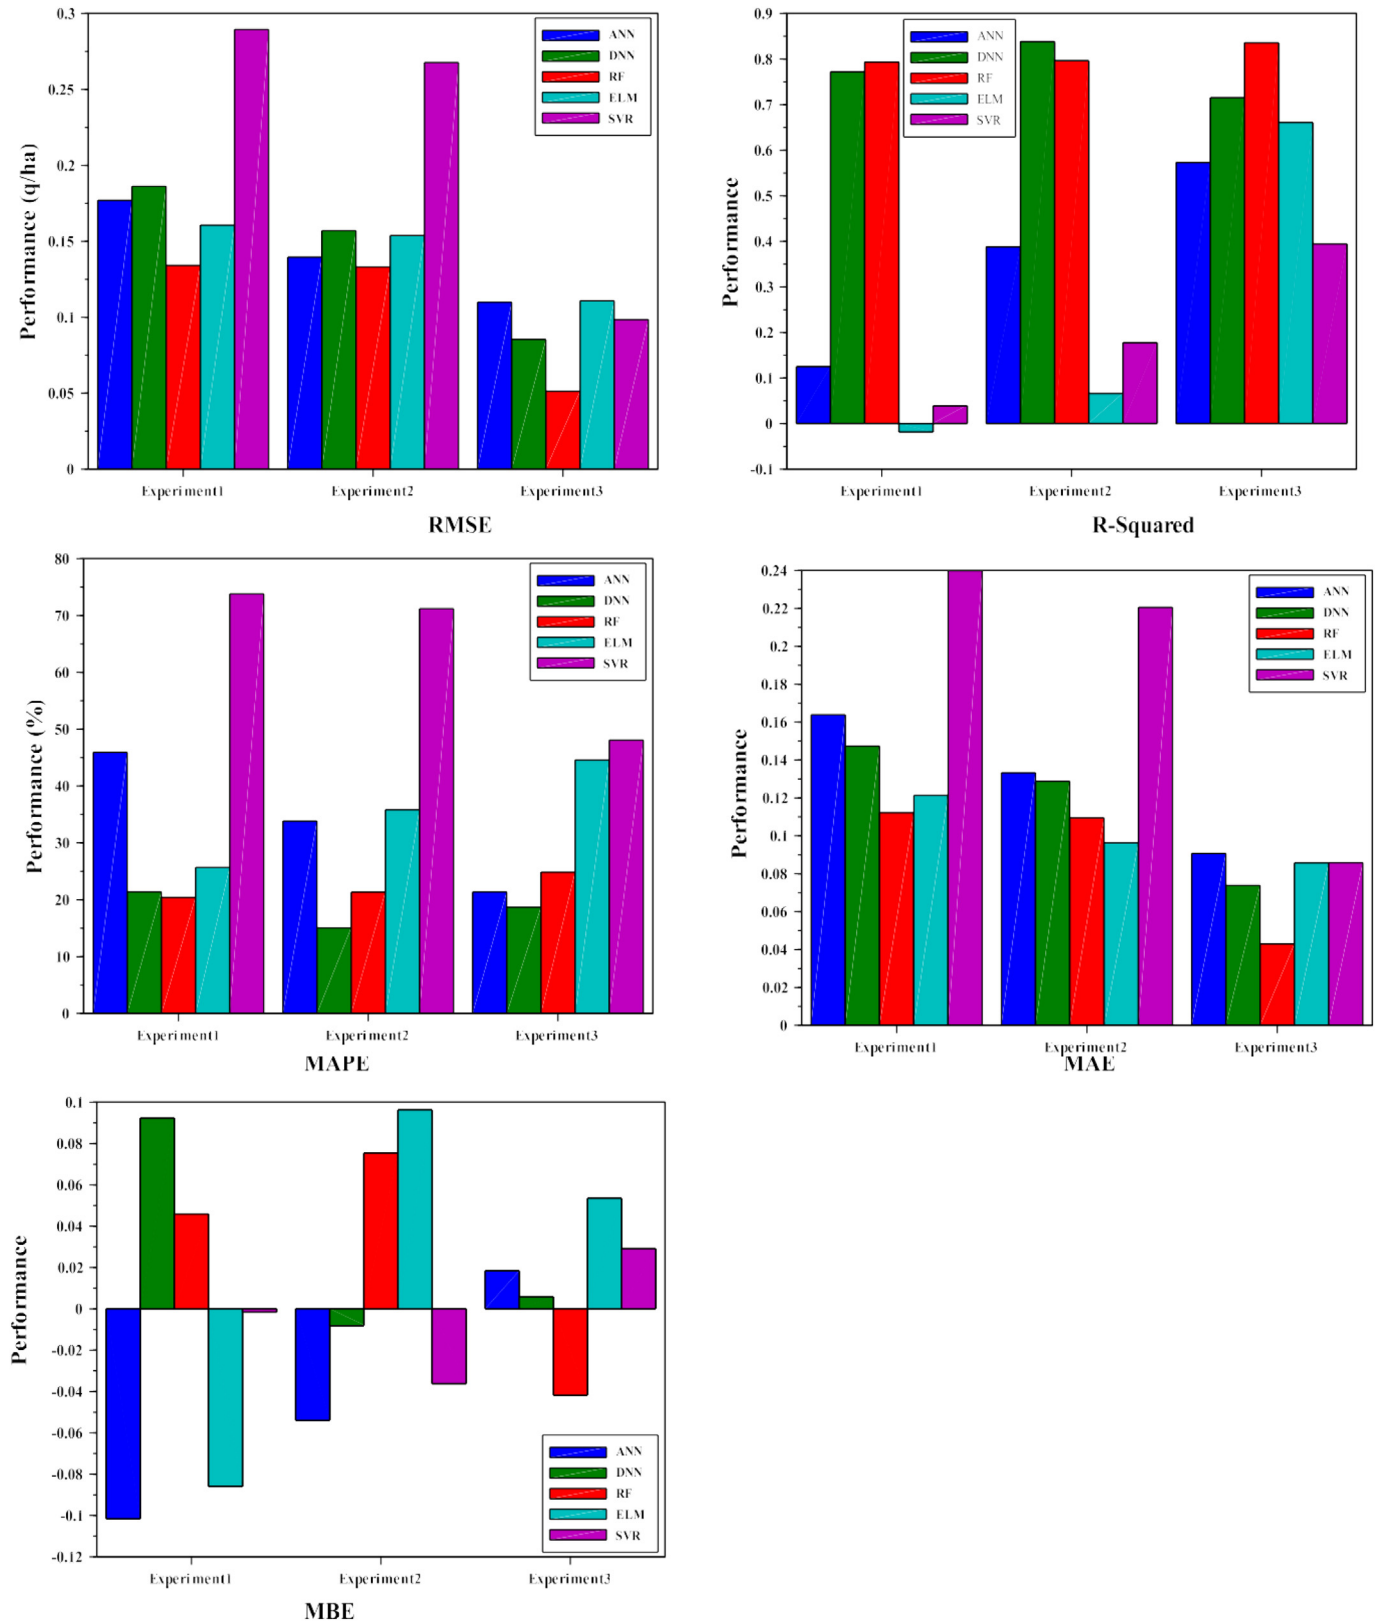 0.3
0.25
0.2
0.15
0.1
0.05
0
Performance (q/ha)
ANN
DNN
RF
ELM
SVR
Experiment1 Experiment2 Experiment3
RMSE
0.9
0.8
0.7
0.6
0.5
0.4
0.3
0.2
0.1
0
-0.1
Performance
ANN
DNN
RF
ELM
SVR
Experiment1 Experiment2 Experiment3
R-Squared
80
70
60
50
40
30
20
10
0
Performance (%)
ANN
DNN
RF
ELM
SVR
Experiment1 Experiment2 Experiment3
MAPE
0.24
0.22
0.2
0.18
0.16
0.14
0.12
0.1
0.08
0.06
0.04
0.02
0
Performance
ANN
DNN
RF
ELM
SVR
Experiment1 Experiment2 Experiment3
MAE
0.1
0.08
0.06
0.04
0.02
0
-0.02
-0.04
-0.06
-0.08
-0.1
-0.12
Performance
ANN
DNN
RF
ELM
SVR
Experiment1 Experiment2 Experiment3
MBE